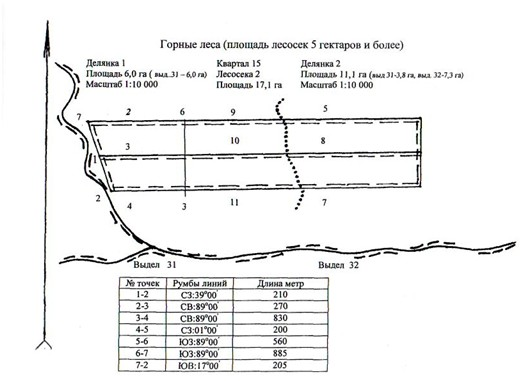 Горные леса (площадь лесосек 5 гектаров и более)
Делянка 1 Квартал 15 Делянка 2
Площадь 6,0 га ( выд..31 – 6,0 га) Лесосека 2 Площадь 11,1 га (выд 31-3,8 га, выд. 32-7,3 га)
Масштаб 1:10 000 Площадь 17,1 га Масштаб 1:10 000
7 2 6 9 5
3 10 8
1
2 4 3 11 7
Выдел 31 Выдел 32
№ точек Румбы линий Длина метр
1-2 СЗ:39°00' 210
2-3 СВ:89°00' 270
3-4 СВ:89°00' 830
4-5 СЗ:01°00' 200
5-6 ЮЗ:89°00' 560
6-7 ЮЗ:89°00' 885
7-2 ЮВ:17°00' 205